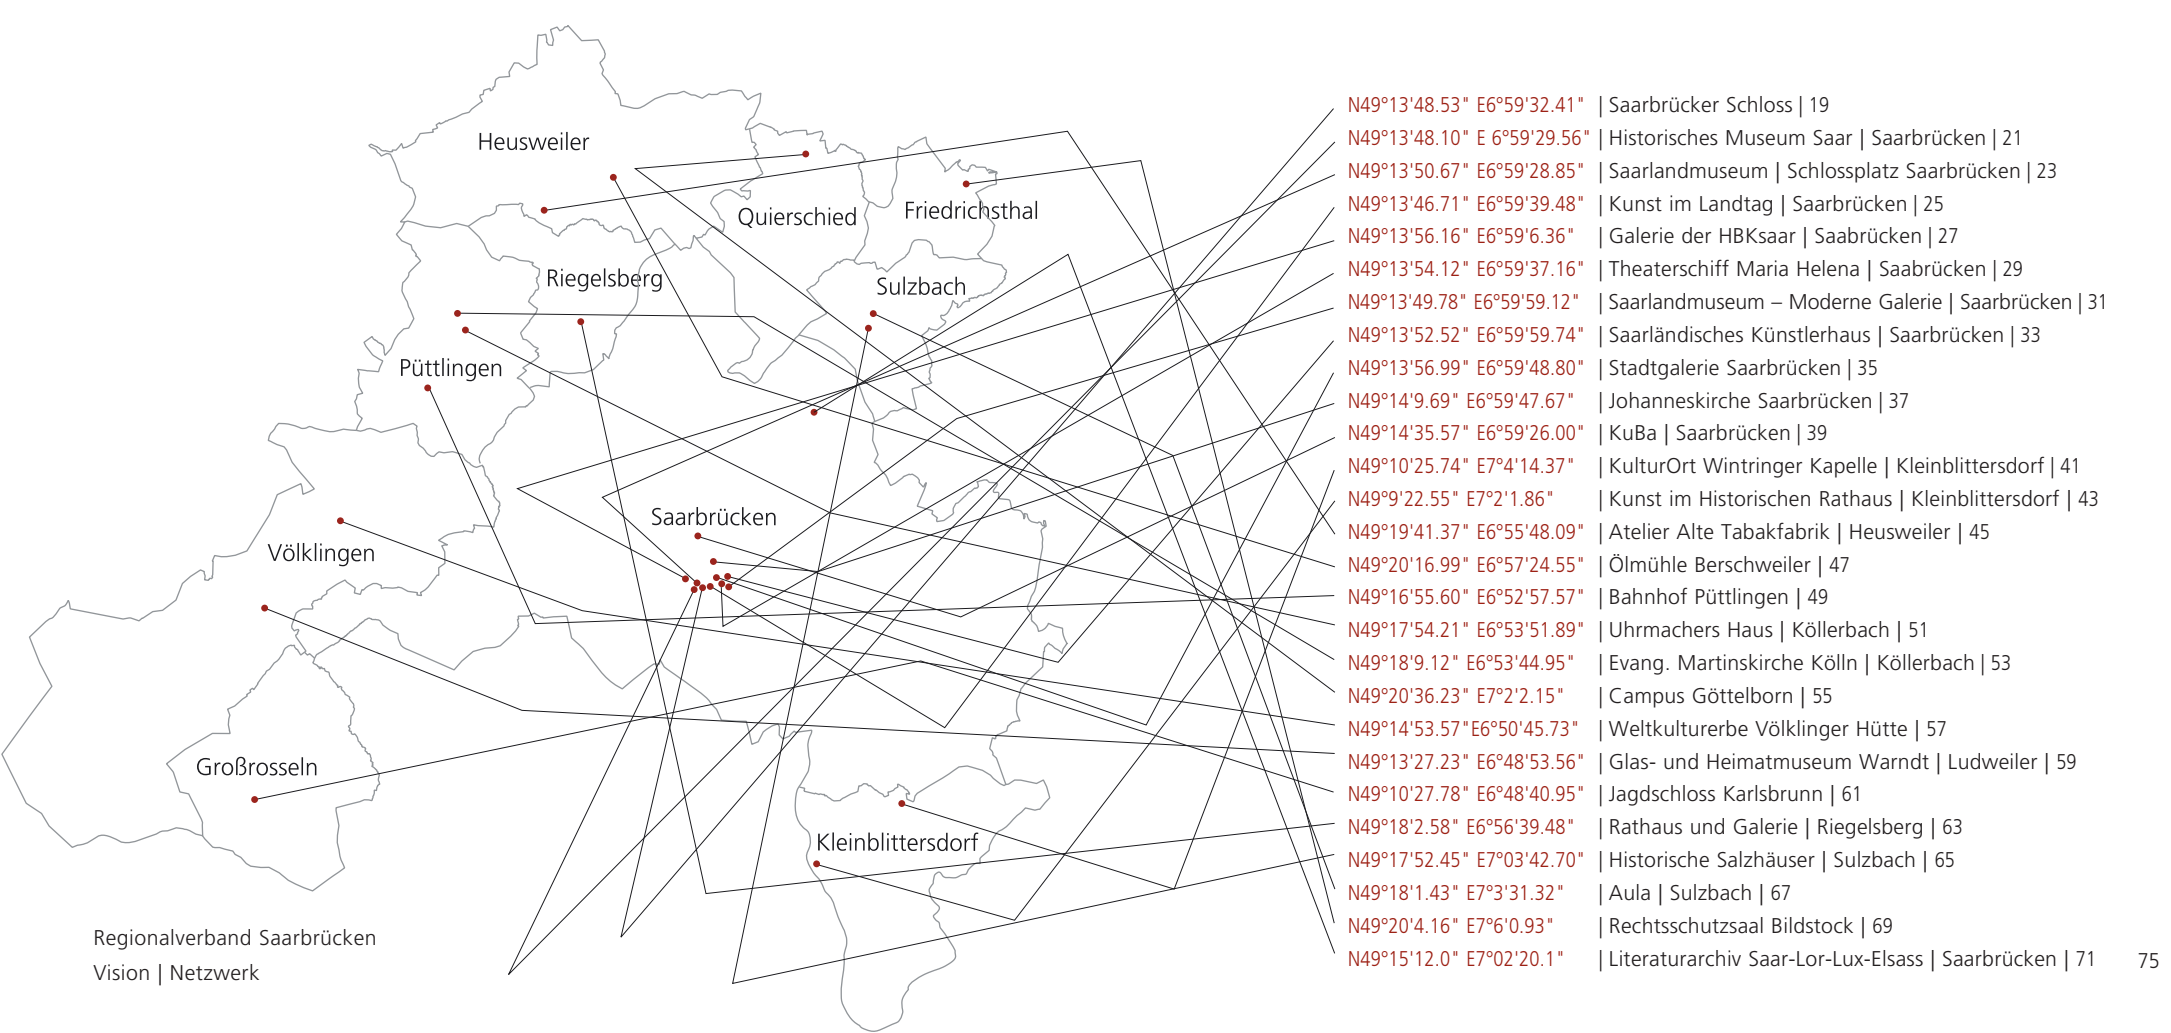 Heusweiler
Quierschied
Friedrichsthal
Riegelsberg
Sulzbach
Püttlingen
Saarbrücken
Völklingen
Großrosseln
Kleinblittersdorf
Regionalverband Saarbrücken
Vision | Netzwerk
N49°13'48.53" E6°59'32.41" | Saarbrücker Schloss | 19
N49°13'48.10" E 6°59'29.56" | Historisches Museum Saar | Saarbrücken | 21
N49°13'50.67" E6°59'28.85" | Saarlandmuseum | Schlossplatz Saarbrücken | 23
N49°13'46.71" E6°59'39.48" | Kunst im Landtag | Saarbrücken | 25
N49°13'56.16" E6°59'6.36" | Galerie der HBKsaar | Saabrücken | 27
N49°13'54.12" E6°59'37.16" | Theaterschiff Maria Helena | Saabrücken | 29
N49°13'49.78" E6°59'59.12" | Saarlandmuseum – Moderne Galerie | Saarbrücken | 31
N49°13'52.52" E6°59'59.74" | Saarländisches Künstlerhaus | Saarbrücken | 33
N49°13'56.99" E6°59'48.80" | Stadtgalerie Saarbrücken | 35
N49°14'9.69" E6°59'47.67" | Johanneskirche Saarbrücken | 37
N49°14'35.57" E6°59'26.00" | KuBa | Saarbrücken | 39
N49°10'25.74" E7°4'14.37" | KulturOrt Wintringer Kapelle | Kleinblittersdorf | 41
N49°9'22.55" E7°2'1.86" | Kunst im Historischen Rathaus | Kleinblittersdorf | 43
N49°19'41.37" E6°55'48.09" | Atelier Alte Tabakfabrik | Heusweiler | 45
N49°20'16.99" E6°57'24.55" | Ölmühle Berschweiler | 47
N49°16'55.60" E6°52'57.57" | Bahnhof Püttlingen | 49
N49°17'54.21" E6°53'51.89" | Uhrmachers Haus | Köllerbach | 51
N49°18'9.12" E6°53'44.95" | Evang. Martinskirche Kölln | Köllerbach | 53
N49°20'36.23" E7°2'2.15" | Campus Göttelborn | 55
N49°14'53.57"E6°50'45.73" | Weltkulturerbe Völklinger Hütte | 57
N49°13'27.23" E6°48'53.56" | Glas- und Heimatmuseum Warndt | Ludweiler | 59
N49°10'27.78" E6°48'40.95" | Jagdschloss Karlsbrunn | 61
N49°18'2.58" E6°56'39.48" | Rathaus und Galerie | Riegelsberg | 63
N49°17'52.45" E7°03'42.70" | Historische Salzhäuser | Sulzbach | 65
N49°18'1.43" E7°3'31.32" | Aula | Sulzbach | 67
N49°20'4.16" E7°6'0.93" | Rechtsschutzsaal Bildstock | 69
N49°15'12.0" E7°02'20.1" | Literaturarchiv Saar-Lor-Lux-Elsass | Saarbrücken | 71
75